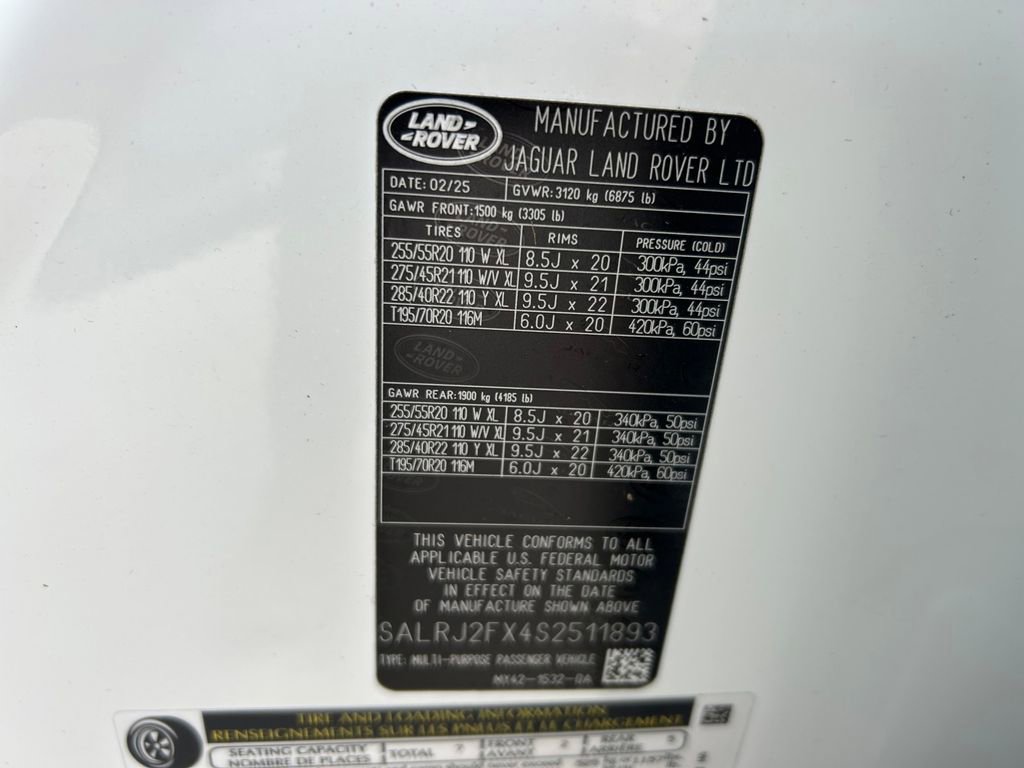 LAND-
-ROVER
MANUFACTURED BY
JAGUAR LAND ROVER LTD
DATE: 02/25 GVWR: 3120 kg (6875 lb)
GAWR FRONT: 1500 kg (3305 lb)
TIRES RIMS PRESSURE (COLD)
255/55R20 110 W XL 8.5J x 20 300kPa, 44psi
275/45R21 110 W/V XL 9.5J x 21 300kPa, 44psi
285/40R22 110 Y XL 9.5J x 22 300kPa, 44psi
T195/70R20 116M 6.0J x 20 420kPa, 60psi
LAND-
-ROVER
GAWR REAR: 1900 kg (4185 lb)
255/55R20 110 W XL 8.5J x 20 340kPa, 50psi
275/45R21 110 W/V XL 9.5J x 21 340kPa, 50psi
285/40R22 110 Y XL 9.5J x 22 340kPa, 50psi
T195/70R20 116M 6.0J x 20 420kPa, 60psi
THIS VEHICLE CONFORMS TO ALL
APPLICABLE U.S. FEDERAL MOTOR
VEHICLE SAFETY STANDARDS
IN EFFECT ON THE DATE
OF MANUFACTURE SHOWN ABOVE
SALRJ2FX4S2511893
TYPE: MULTI-PURPOSE PASSENGER VEHICLE
MY42-1532-QA
TIRE AND LOADING INFORMATION
RENSEIGNEMENTS SUR LES PNEUS ET LE CHARGEMENT
SEATING CAPACITY TOTAL 7 FRONT 2 REAR 5
NOMBRE DE PLACES AVANT ARRIÈRE